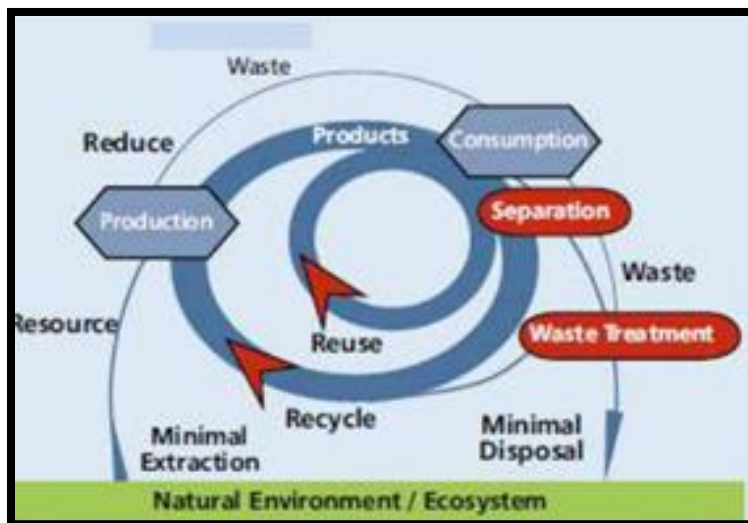 Waste
Reduce
Products
Consumption
Production
Separation
Waste
Resource
Waste Treatment
Reuse
Recycle
Minimal
Extraction
Minimal
Disposal
Natural Environment / Ecosystem